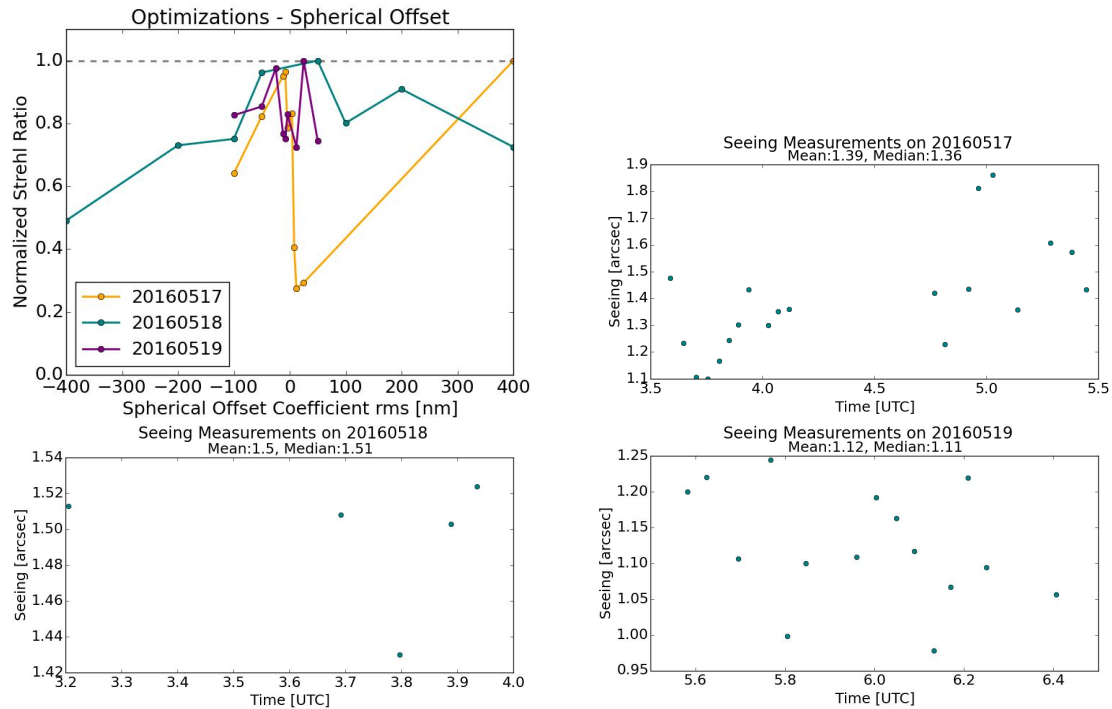 Optimizations - Spherical Offset
Normalized Strehl Ratio
1.0
0.8
0.6
0.4
0.2
0.0
20160517
20160518
20160519
−400 −300 −200 −100 0 100 200 300 400
Spherical Offset Coefficient rms [nm]
Seeing Measurements on 20160517
Mean:1.39, Median:1.36
Seeing [arcsec]
1.9
1.8
1.7
1.6
1.5
1.4
1.3
1.2
1.1
3.5 4.0 4.5 5.0 5.5
Time [UTC]
Seeing Measurements on 20160518
Mean:1.5, Median:1.51
Seeing [arcsec]
1.54
1.52
1.50
1.48
1.46
1.44
1.42
3.2 3.3 3.4 3.5 3.6 3.7 3.8 3.9 4.0
Time [UTC]
Seeing Measurements on 20160519
Mean:1.12, Median:1.11
Seeing [arcsec]
1.25
1.20
1.15
1.10
1.05
1.00
0.95
5.6 5.8 6.0 6.2 6.4
Time [UTC]